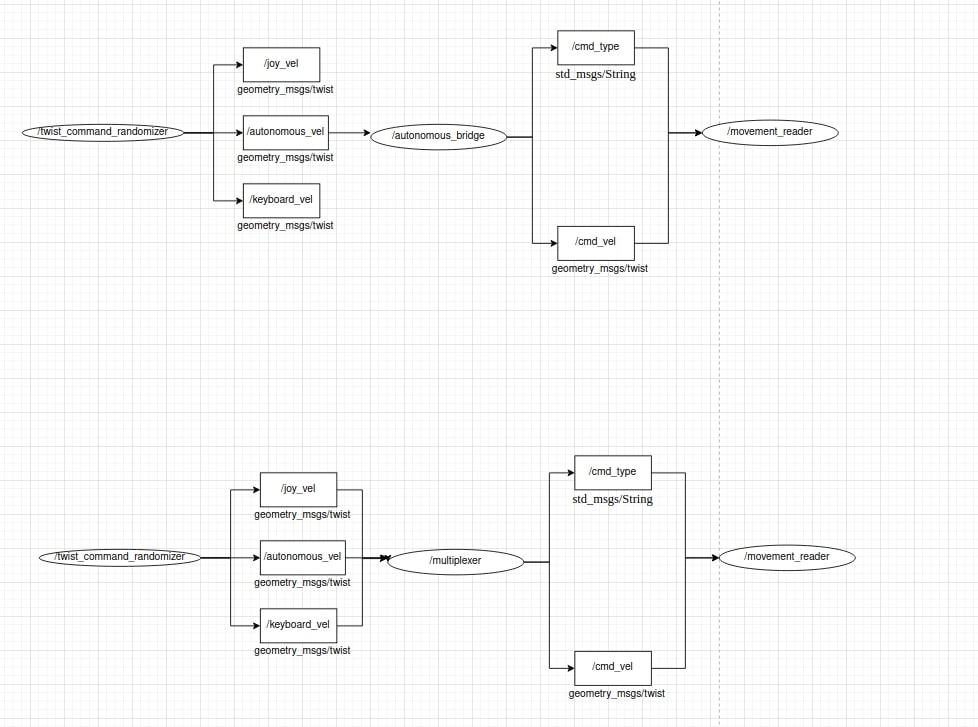 /joy_vel
geometry_msgs/twist
/twist_command_randomizer
/autonomous_vel
geometry_msgs/twist
/keyboard_vel
geometry_msgs/twist
/autonomous_bridge
/cmd_type
std_msgs/String
/cmd_vel
geometry_msgs/twist
/movement_reader
/joy_vel
geometry_msgs/twist
/twist_command_randomizer
/autonomous_vel
geometry_msgs/twist
/keyboard_vel
geometry_msgs/twist
/multiplexer
/cmd_type
std_msgs/String
/cmd_vel
geometry_msgs/twist
/movement_reader